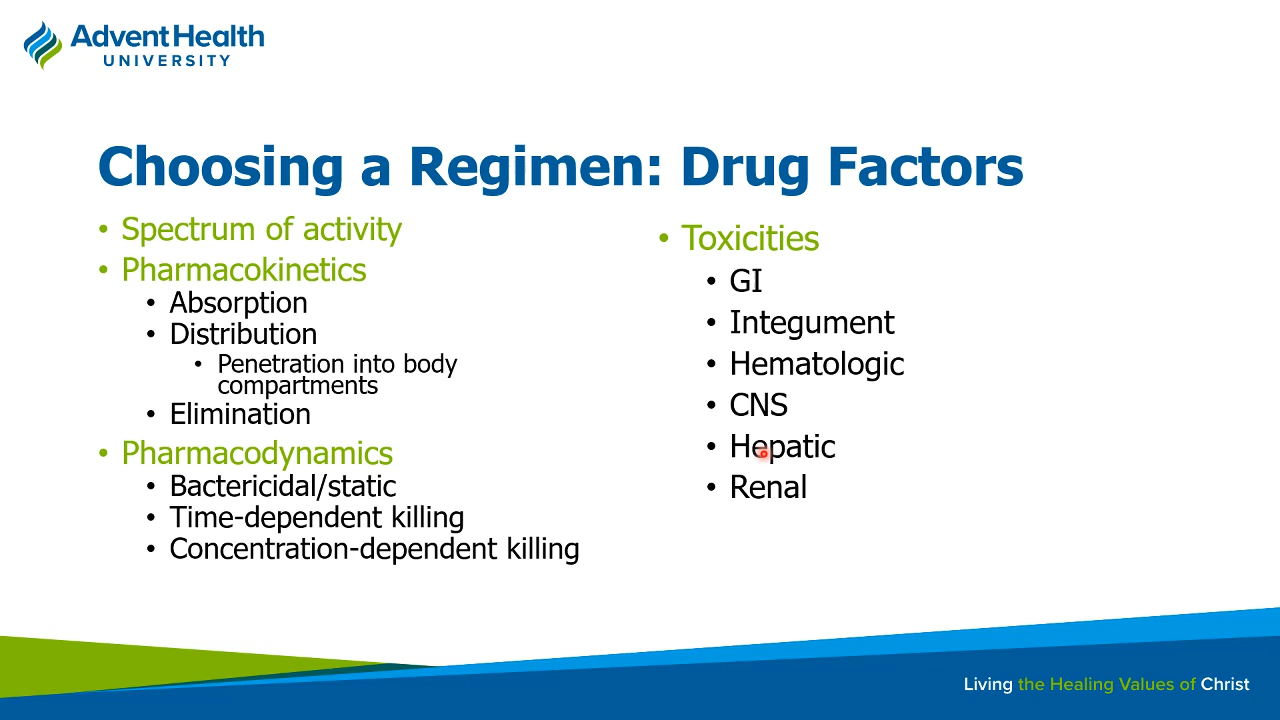 AdventHealth
UNIVERSITY
Choosing a Regimen: Drug Factors
• Spectrum of activity
• Pharmacokinetics
• Absorption
• Distribution
• Penetration into body
compartments
• Elimination
• Pharmacodynamics
• Bactericidal/static
• Time-dependent killing
• Concentration-dependent killing
• Toxicities
• GI
• Integument
• Hematologic
• CNS
• Hepatic
• Renal
Living the Healing Values of Christ